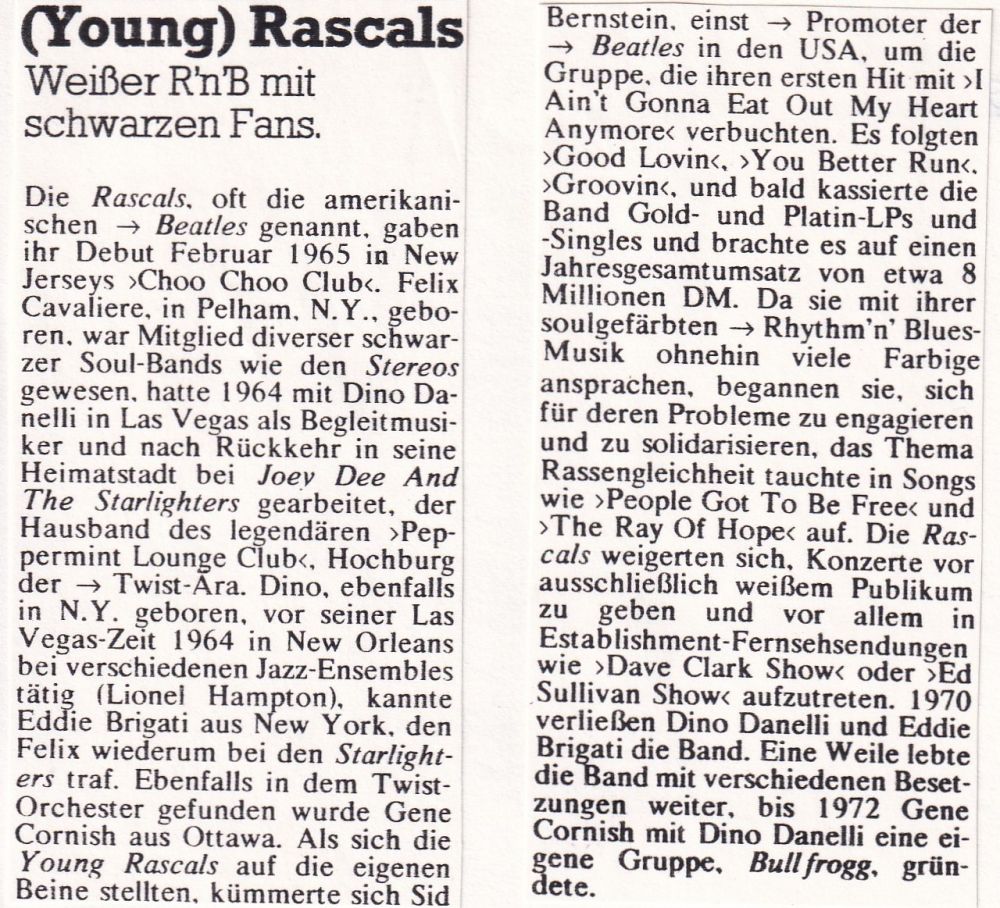 (Young) Rascals
Weißer R'n'B mit
schwarzen Fans.
Die Rascals, oft die amerikani-
schen → Beatles genannt, gaben
ihr Debut Februar 1965 in New
Jerseys ›Choo Choo Club‹. Felix
Cavaliere, in Pelham, N.Y., gebo-
ren, war Mitglied diverser schwar-
zer Soul-Bands wie den Stereos
gewesen, hatte 1964 mit Dino Da-
nelli in Las Vegas als Begleitmusi-
ker und nach Rückkehr in seine
Heimatstadt bei Joey Dee And
The Starlighters gearbeitet, der
Hausband des legendären ›Pep-
permint Lounge Club‹, Hochburg
der → Twist-Ära. Dino, ebenfalls
in N.Y. geboren, vor seiner Las
Vegas-Zeit 1964 in New Orleans
bei verschiedenen Jazz-Ensembles
tätig (Lionel Hampton), kannte
Eddie Brigati aus New York, den
Felix wiederum bei den Starlight-
ers traf. Ebenfalls in dem Twist-
Orchester gefunden wurde Gene
Cornish aus Ottawa. Als sich die
Young Rascals auf die eigenen
Beine stellten, kümmerte sich Sid
Bernstein, einst → Promoter der
→ Beatles in den USA, um die
Gruppe, die ihren ersten Hit mit ›I
Ain't Gonna Eat Out My Heart
Anymore‹ verbuchten. Es folgten
›Good Lovin‹, ›You Better Run‹,
›Groovin‹, und bald kassierte die
Band Gold- und Platin-LPs und
-Singles und brachte es auf einen
Jahresgesamtumsatz von etwa 8
Millionen DM. Da sie mit ihrer
soulgefärbten → Rhythm'n' Blues-
Musik ohnehin viele Farbige
ansprachen, begannen sie, sich
für deren Probleme zu engagieren
und zu solidarisieren, das Thema
Rassengleichheit tauchte in Songs
wie ›People Got To Be Free‹ und
›The Ray Of Hope‹ auf. Die Ras-
cals weigerten sich, Konzerte vor
ausschließlich weißem Publikum
zu geben und vor allem in
Establishment-Fernsehsendungen
wie ›Dave Clark Show‹ oder ›Ed
Sullivan Show‹ aufzutreten. 1970
verließen Dino Danelli und Eddie
Brigati die Band. Eine Weile lebte
die Band mit verschiedenen Beset-
zungen weiter, bis 1972 Gene
Cornish mit Dino Danelli eine ei-
gene Gruppe, Bullfrogg, grün-
dete.